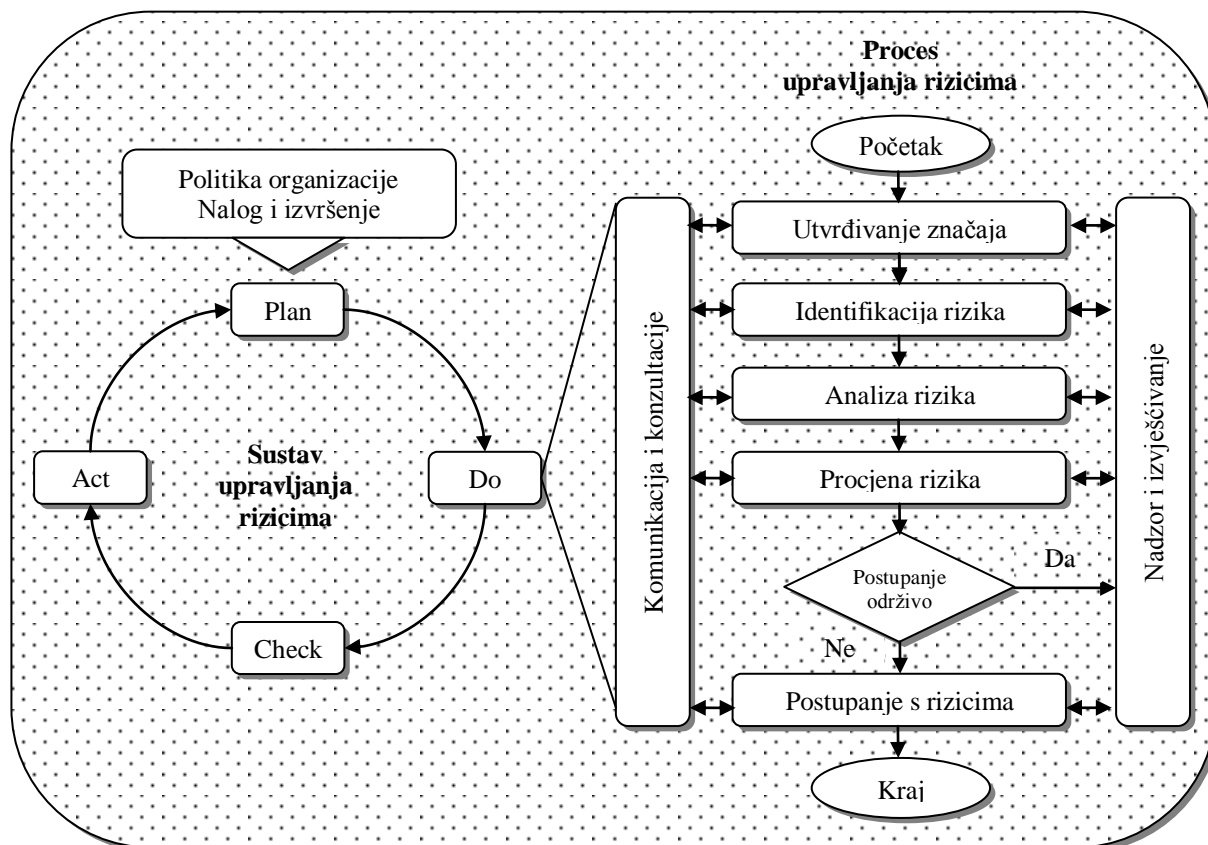 Proces
upravljanja rizicima
Početak
Politika organizacije
Nalog i izvršenje
Plan
Act
Sustav
upravljanja
rizicima
Do
Check
Komunikacija i konzultacije
Utvrđivanje značaja
Identifikacija rizika
Analiza rizika
Procjena rizika
Postupanje
održivo
Da
Ne
Postupanje s rizicima
Kraj
Nadzor i izvješćivanje